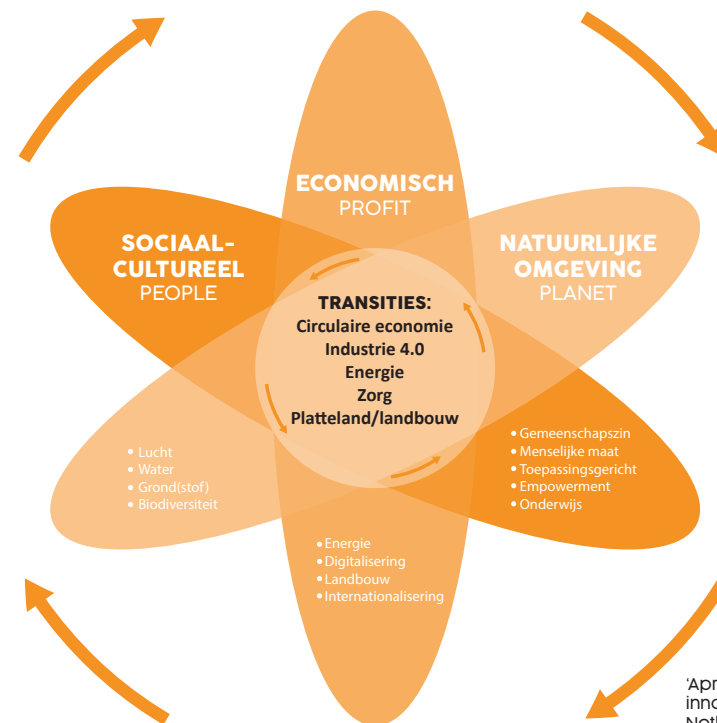 ECONOMISCH
PROFIT
SOCIAAL-
CULTUREEL
PEOPLE
NATUURLIJKE
OMGEVING
PLANET
TRANSITIES:
Circulaire economie
Industrie 4.0
Energie
Zorg
Platteland/landbouw
• Lucht
• Water
• Grond(stof)
• Biodiversiteit
• Gemeenschapszin
• Menselijke maat
• Toepassingsgericht
• Empowerment
• Onderwijs
• Energie
• Digitalisering
• Landbouw
• Internationalisering